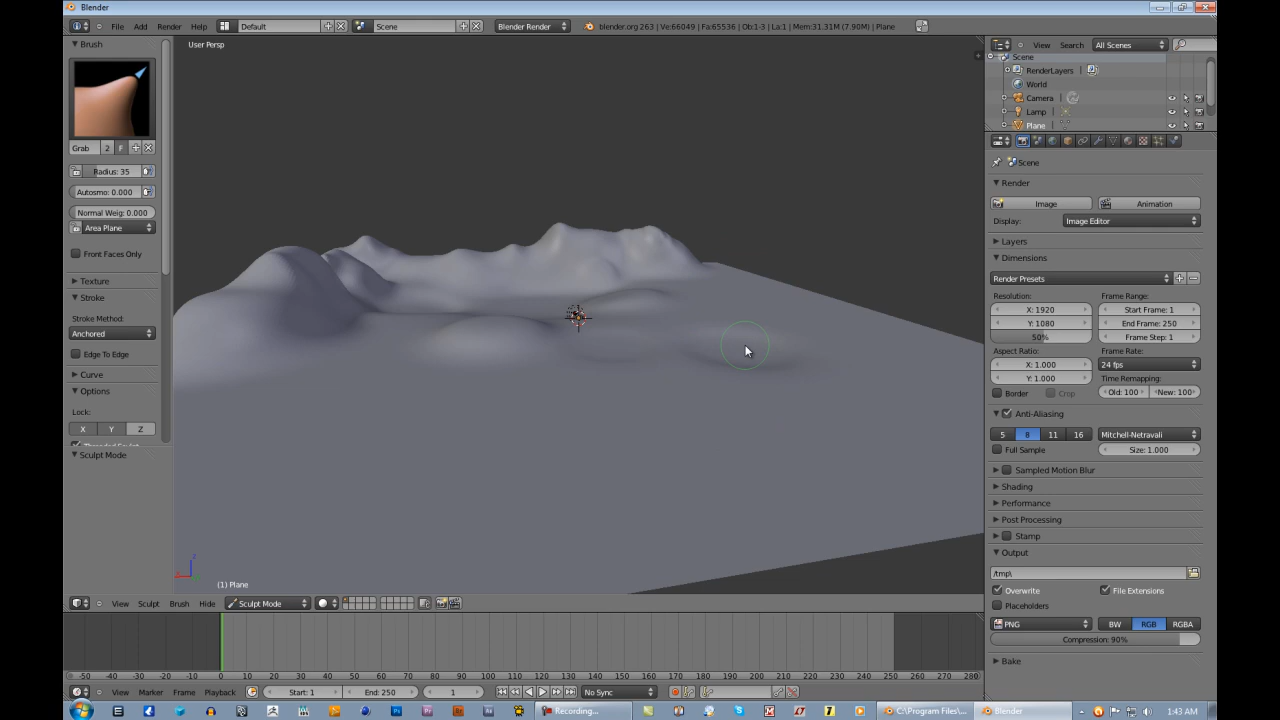 Blender
File Add Render Help Default Scene Blender Render blender.org 263 | Ve:66049 | Fa:65536 | Ob:1-3 | La:1 | Mem:31.31M (7.90M) | Plane
Brush
User Persp
Grab 2 F
Radius: 35
Autosmo: 0.000
Normal Weig: 0.000
Area Plane
Front Faces Only
Texture
Stroke
Stroke Method:
Anchored
Edge To Edge
Curve
Options
Lock:
X Y Z
Sculpt Mode
(1) Plane
View Sculpt Brush Hide Sculpt Mode
-50 -40 -30 -20 -10 0 10 20 30 40 50 60 70 80 90 100 110 120 130 140 150 160 170 180 190 200 210 220 230 240 250 260 270 280
View Marker Frame Playback Start: 1 End: 250 1 No Sync
View Search All Scenes
Scene
RenderLayers
World
Camera
Lamp
Plane
Scene
Render
Image Animation
Display: Image Editor
Layers
Dimensions
Render Presets
Resolution: Frame Range:
X: 1920 Start Frame: 1
Y: 1080 End Frame: 250
50% Frame Step: 1
Aspect Ratio: Frame Rate:
X: 1.000 24 fps
Y: 1.000 Time Remapping:
Border Crop Old: 100 New: 100
Anti-Aliasing
5 8 11 16 Mitchell-Netravali
Full Sample Size: 1.000
Sampled Motion Blur
Shading
Performance
Post Processing
Stamp
Output
/tmp\
Overwrite File Extensions
Placeholders
PNG BW RGB RGBA
Compression: 90%
Bake
Recording... C:\Program Files\... Blender 1:43 AM